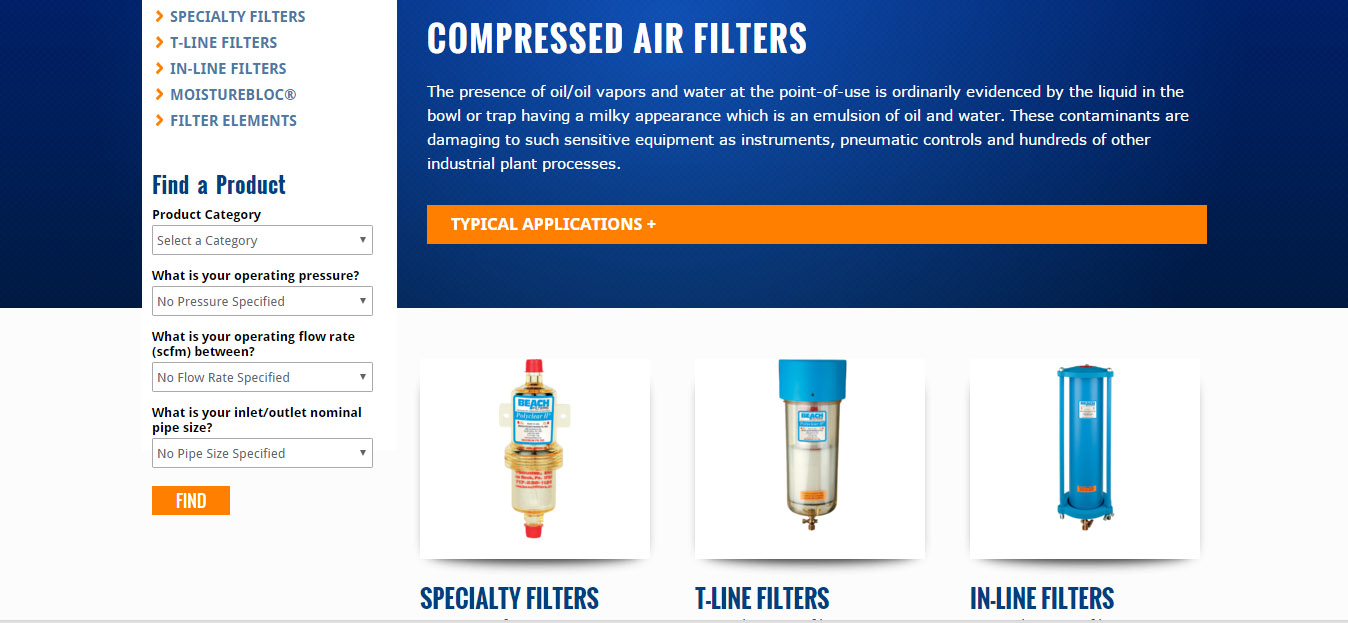 SPECIALTY FILTERS
T-LINE FILTERS
IN-LINE FILTERS
MOISTUREBLOC®
FILTER ELEMENTS
Find a Product
Product Category
Select a Category
What is your operating pressure?
No Pressure Specified
What is your operating flow rate
(scfm) between?
No Flow Rate Specified
What is your inlet/outlet nominal
pipe size?
No Pipe Size Specified
FIND
COMPRESSED AIR FILTERS
The presence of oil/oil vapors and water at the point-of-use is ordinarily evidenced by the liquid in the
bowl or trap having a milky appearance which is an emulsion of oil and water. These contaminants are
damaging to such sensitive equipment as instruments, pneumatic controls and hundreds of other
industrial plant processes.
TYPICAL APPLICATIONS +
BEACH
Polyclear II
BEACH
BEACH
SPECIALTY FILTERS
T-LINE FILTERS
IN-LINE FILTERS